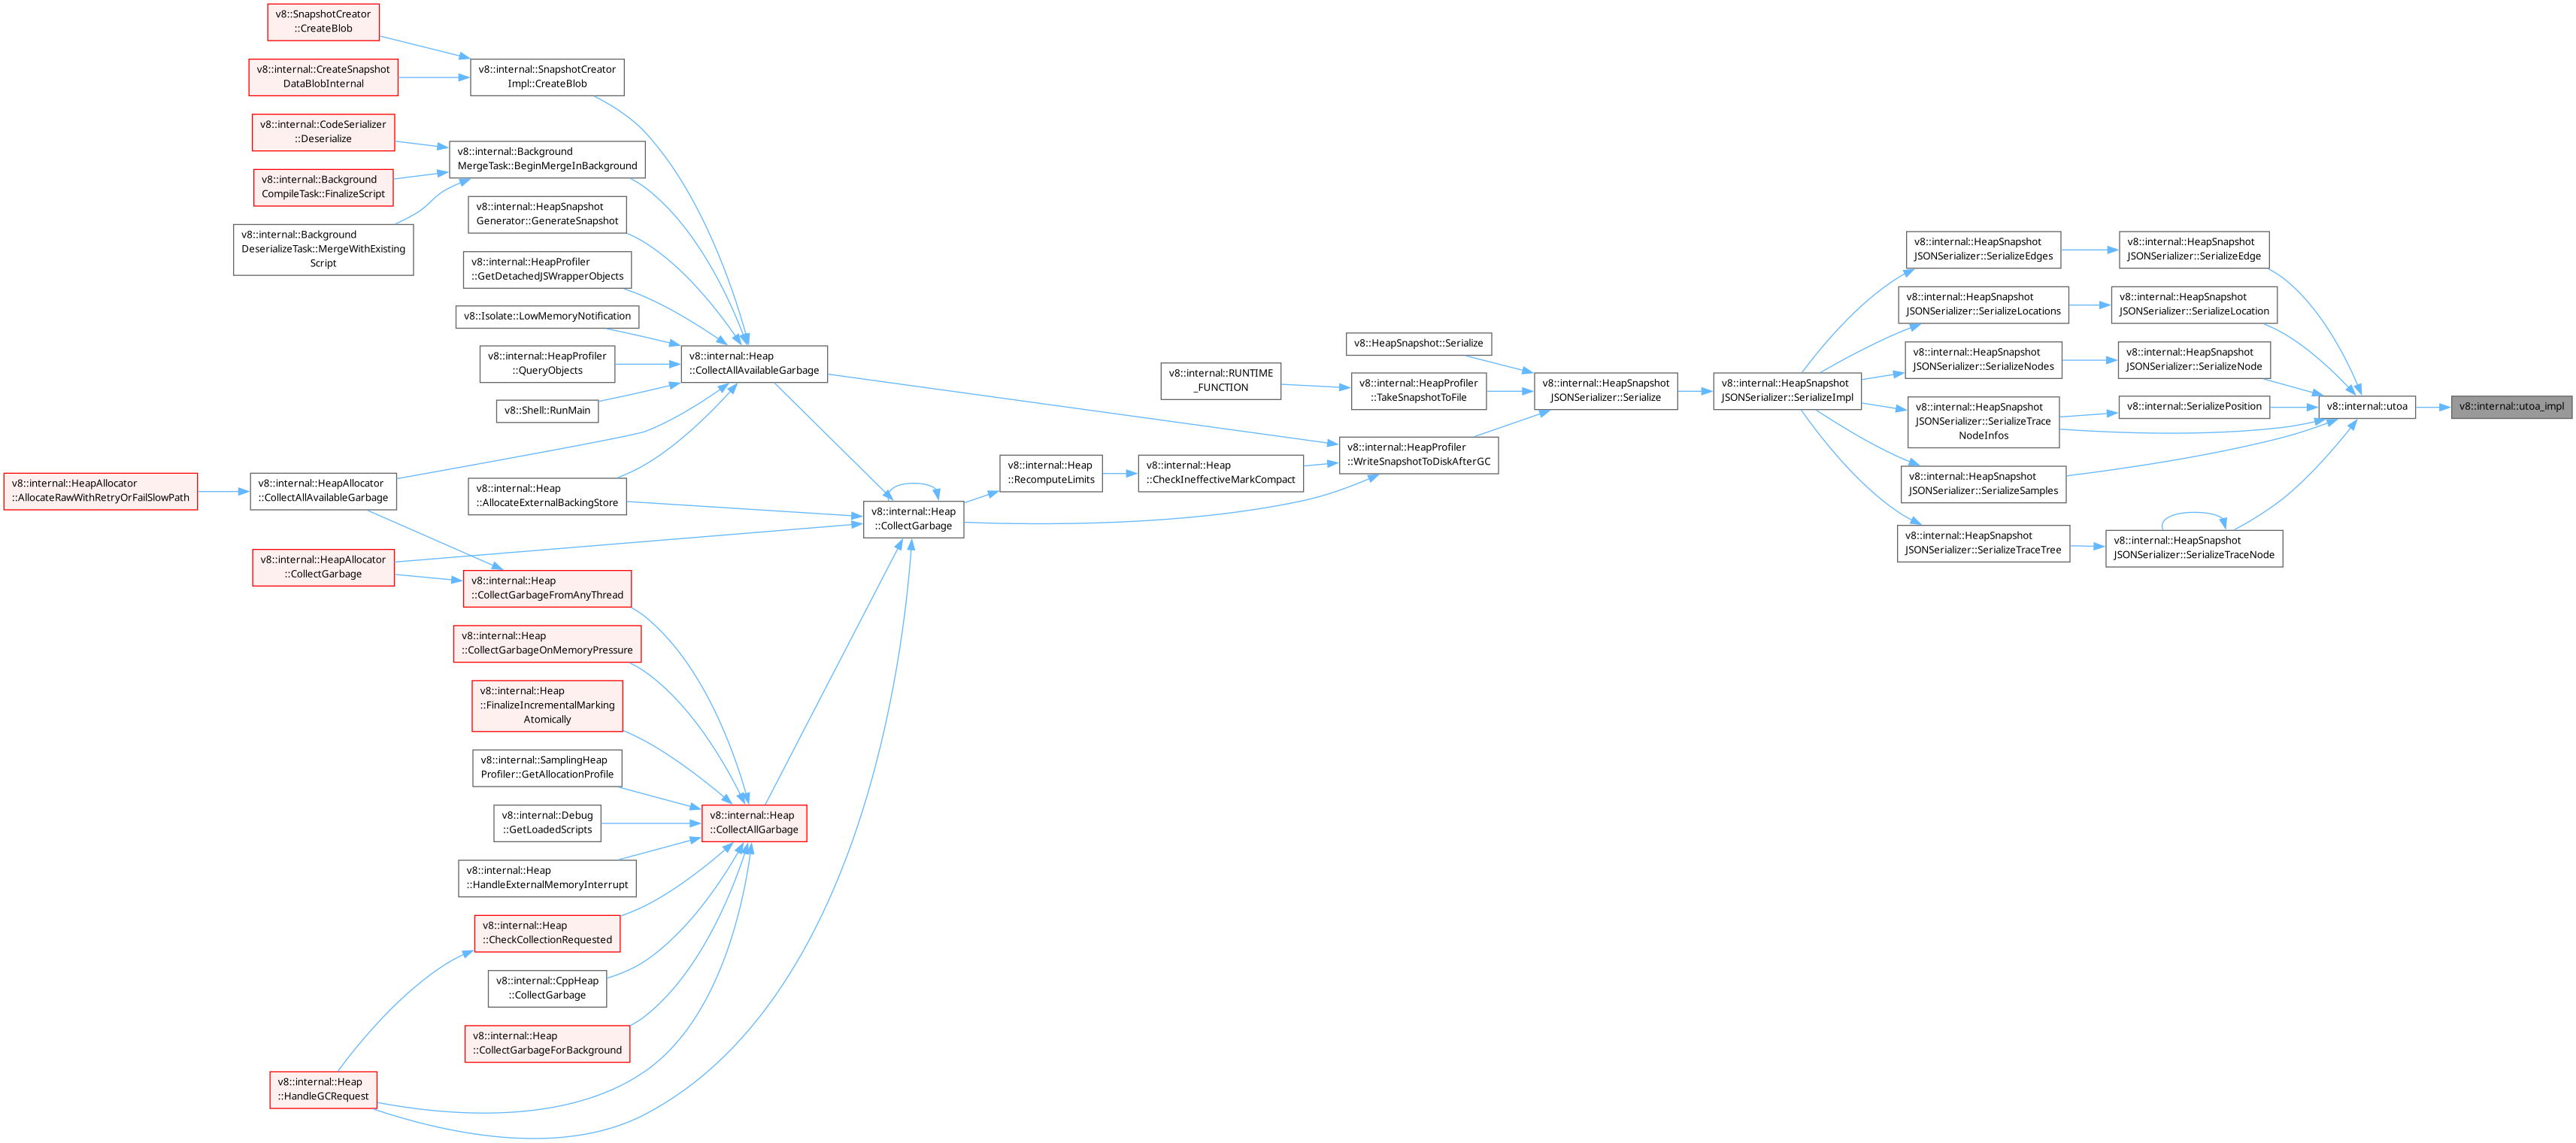 v8::SnapshotCreator
::CreateBlob
v8::internal::CreateSnapshot
DataBlobInternal
v8::internal::SnapshotCreator
Impl::CreateBlob
v8::internal::CodeSerializer
::Deserialize
v8::internal::Background
CompileTask::FinalizeScript
v8::internal::Background
DeserializeTask::MergeWithExisting
Script
v8::internal::Background
MergeTask::BeginMergeInBackground
v8::internal::HeapSnapshot
Generator::GenerateSnapshot
v8::internal::HeapProfiler
::GetDetachedJSWrapperObjects
v8::Isolate::LowMemoryNotification
v8::internal::HeapProfiler
::QueryObjects
v8::Shell::RunMain
v8::internal::Heap
::CollectAllAvailableGarbage
v8::internal::HeapAllocator
::AllocateRawWithRetryOrFailSlowPath
v8::internal::HeapAllocator
::CollectAllAvailableGarbage
v8::internal::Heap
::AllocateExternalBackingStore
v8::internal::HeapAllocator
::CollectGarbage
v8::internal::Heap
::CollectGarbageFromAnyThread
v8::internal::Heap
::CollectGarbageOnMemoryPressure
v8::internal::Heap
::FinalizeIncrementalMarking
Atomically
v8::internal::SamplingHeap
Profiler::GetAllocationProfile
v8::internal::Debug
::GetLoadedScripts
v8::internal::Heap
::HandleExternalMemoryInterrupt
v8::internal::Heap
::CheckCollectionRequested
v8::internal::CppHeap
::CollectGarbage
v8::internal::Heap
::CollectGarbageForBackground
v8::internal::Heap
::HandleGCRequest
v8::internal::Heap
::CollectAllGarbage
v8::internal::Heap
::CollectGarbage
v8::internal::Heap
::RecomputeLimits
v8::internal::Heap
::CheckIneffectiveMarkCompact
v8::internal::RUNTIME
_FUNCTION
v8::HeapSnapshot::Serialize
v8::internal::HeapProfiler
::TakeSnapshotToFile
v8::internal::HeapProfiler
::WriteSnapshotToDiskAfterGC
v8::internal::HeapSnapshot
JSONSerializer::Serialize
v8::internal::HeapSnapshot
JSONSerializer::SerializeImpl
v8::internal::HeapSnapshot
JSONSerializer::SerializeEdges
v8::internal::HeapSnapshot
JSONSerializer::SerializeLocations
v8::internal::HeapSnapshot
JSONSerializer::SerializeNodes
v8::internal::HeapSnapshot
JSONSerializer::SerializeTrace
NodeInfos
v8::internal::HeapSnapshot
JSONSerializer::SerializeSamples
v8::internal::HeapSnapshot
JSONSerializer::SerializeTraceTree
v8::internal::HeapSnapshot
JSONSerializer::SerializeEdge
v8::internal::HeapSnapshot
JSONSerializer::SerializeLocation
v8::internal::HeapSnapshot
JSONSerializer::SerializeNode
v8::internal::SerializePosition
v8::internal::HeapSnapshot
JSONSerializer::SerializeTraceNode
v8::internal::utoa
v8::internal::utoa_impl